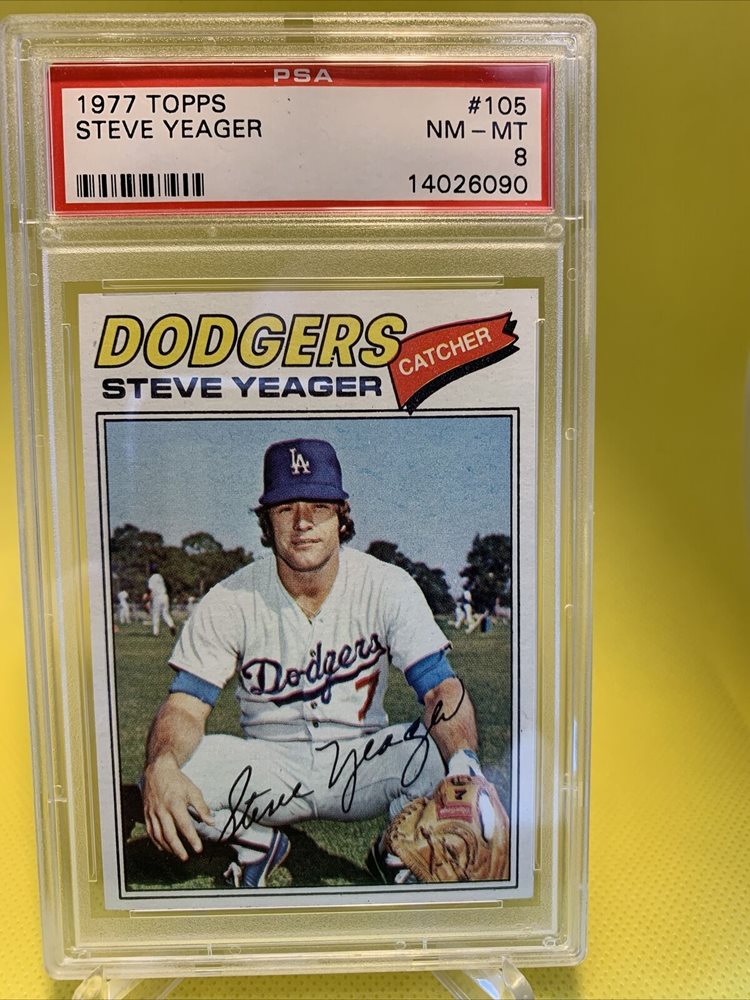 PSA
1977 TOPPS #105
STEVE YEAGER NM - MT
8
14026090
DODGERS
CATCHER
STEVE YEAGER
LA
Dodgers
7
Steve Yeager